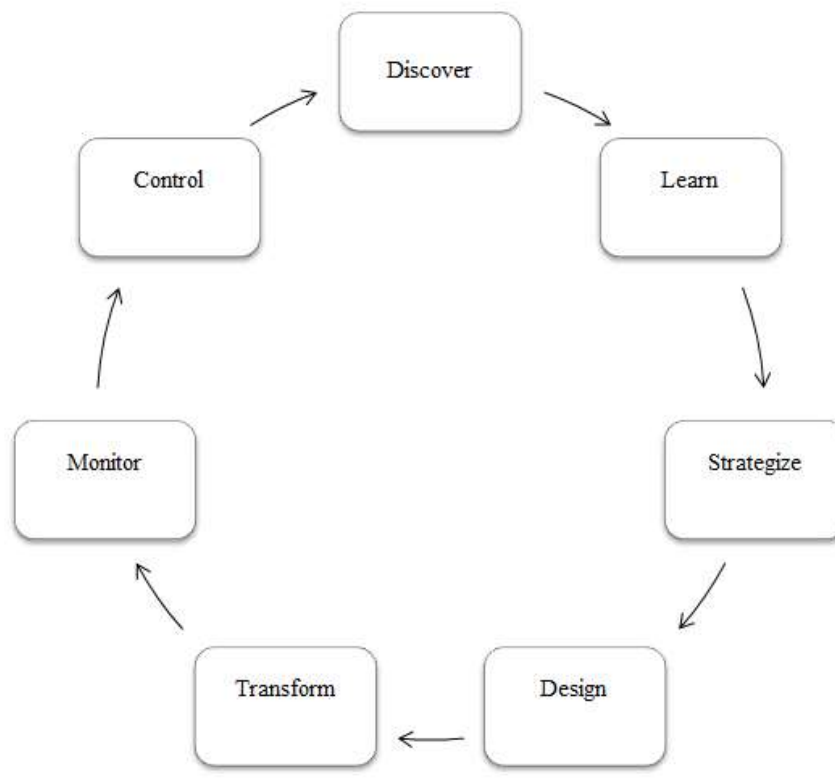 Discover
Learn
Strategize
Design
Transform
Monitor
Control